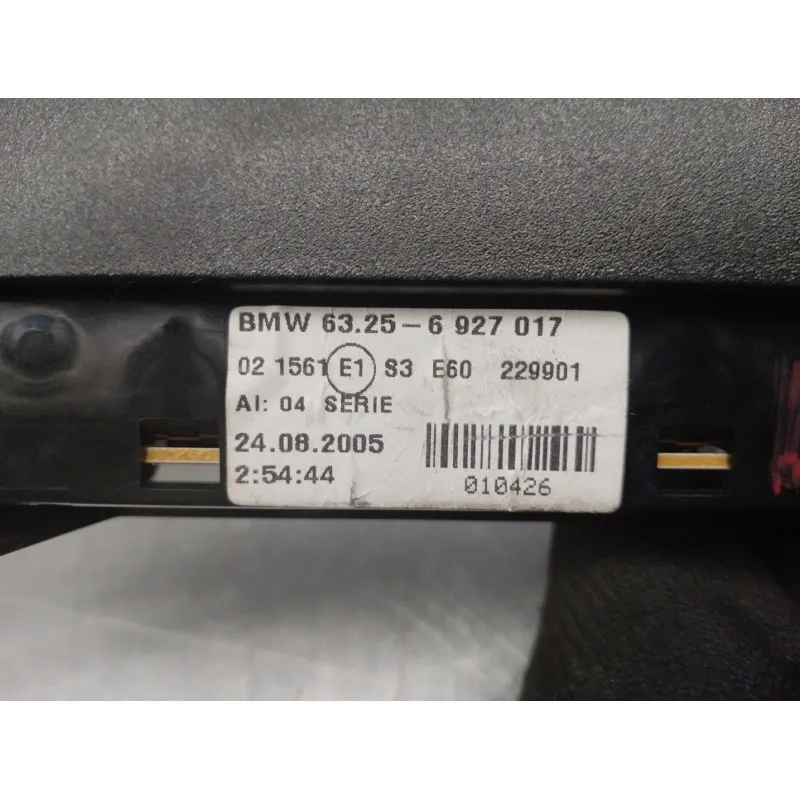 BMW 63.25-6 927 017
02 1561 E1 S3 E60 229901
AI: 04 SERIE
24.08.2005
2:54:44
010426